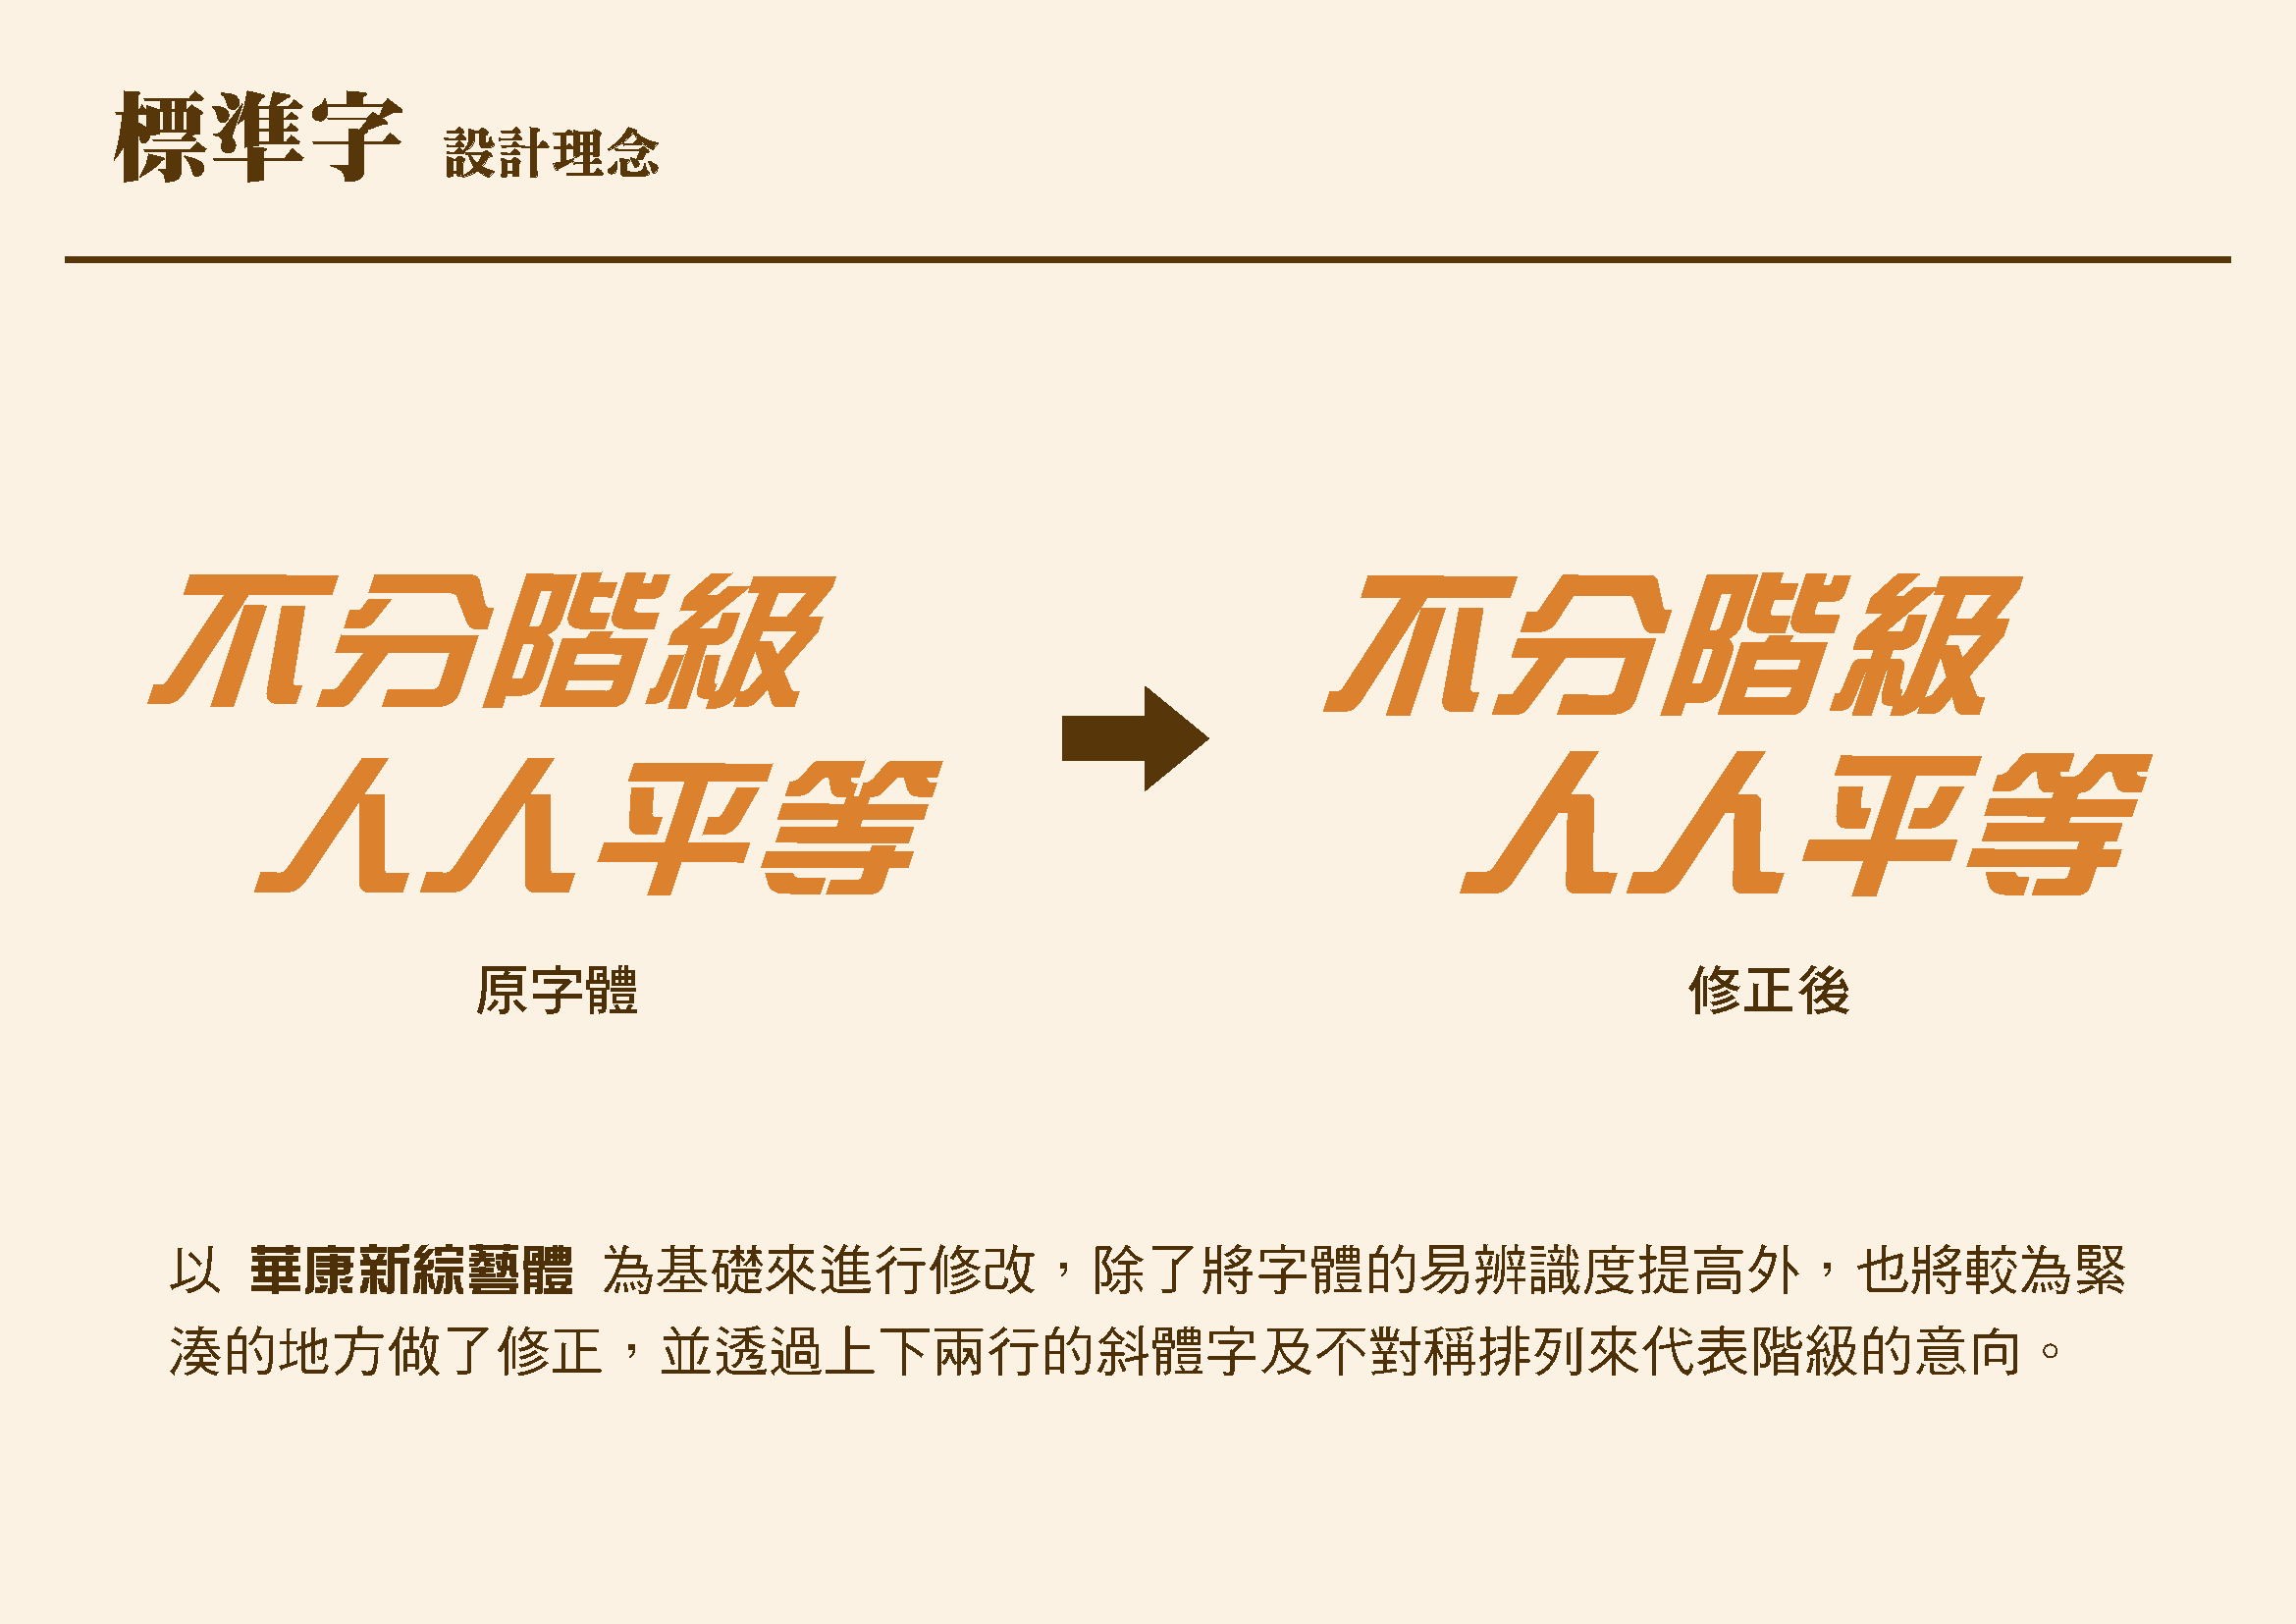 標準字 設計理念
不分階級
人人平等
原字體
不分階級
人人平等
修正後
以 華康新綜藝體 為基礎來進行修改，除了將字體的易辨識度提高外，也將較為緊
湊的地方做了修正，並透過上下兩行的斜體字及不對稱排列來代表階級的意向。